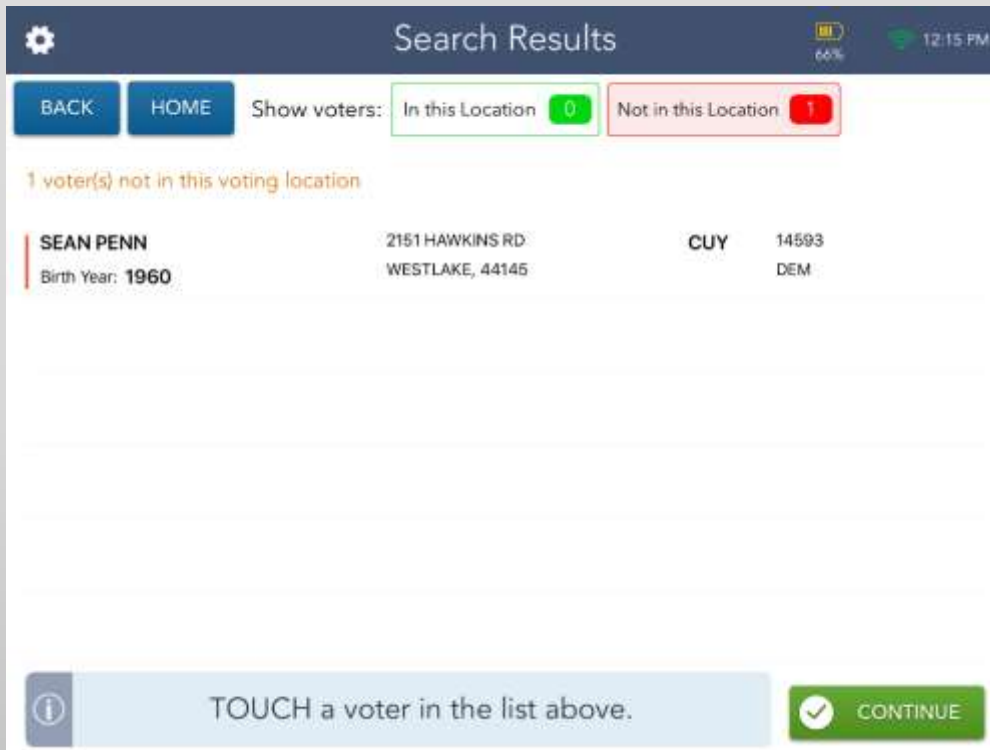 Search Results
66%
12:15 PM
BACK
HOME
Show voters:
In this Location 0
Not in this Location 1
1 voter(s) not in this voting location
SEAN PENN 2151 HAWKINS RD CUY 14593
Birth Year: 1960 WESTLAKE, 44145 DEM
TOUCH a voter in the list above.
CONTINUE